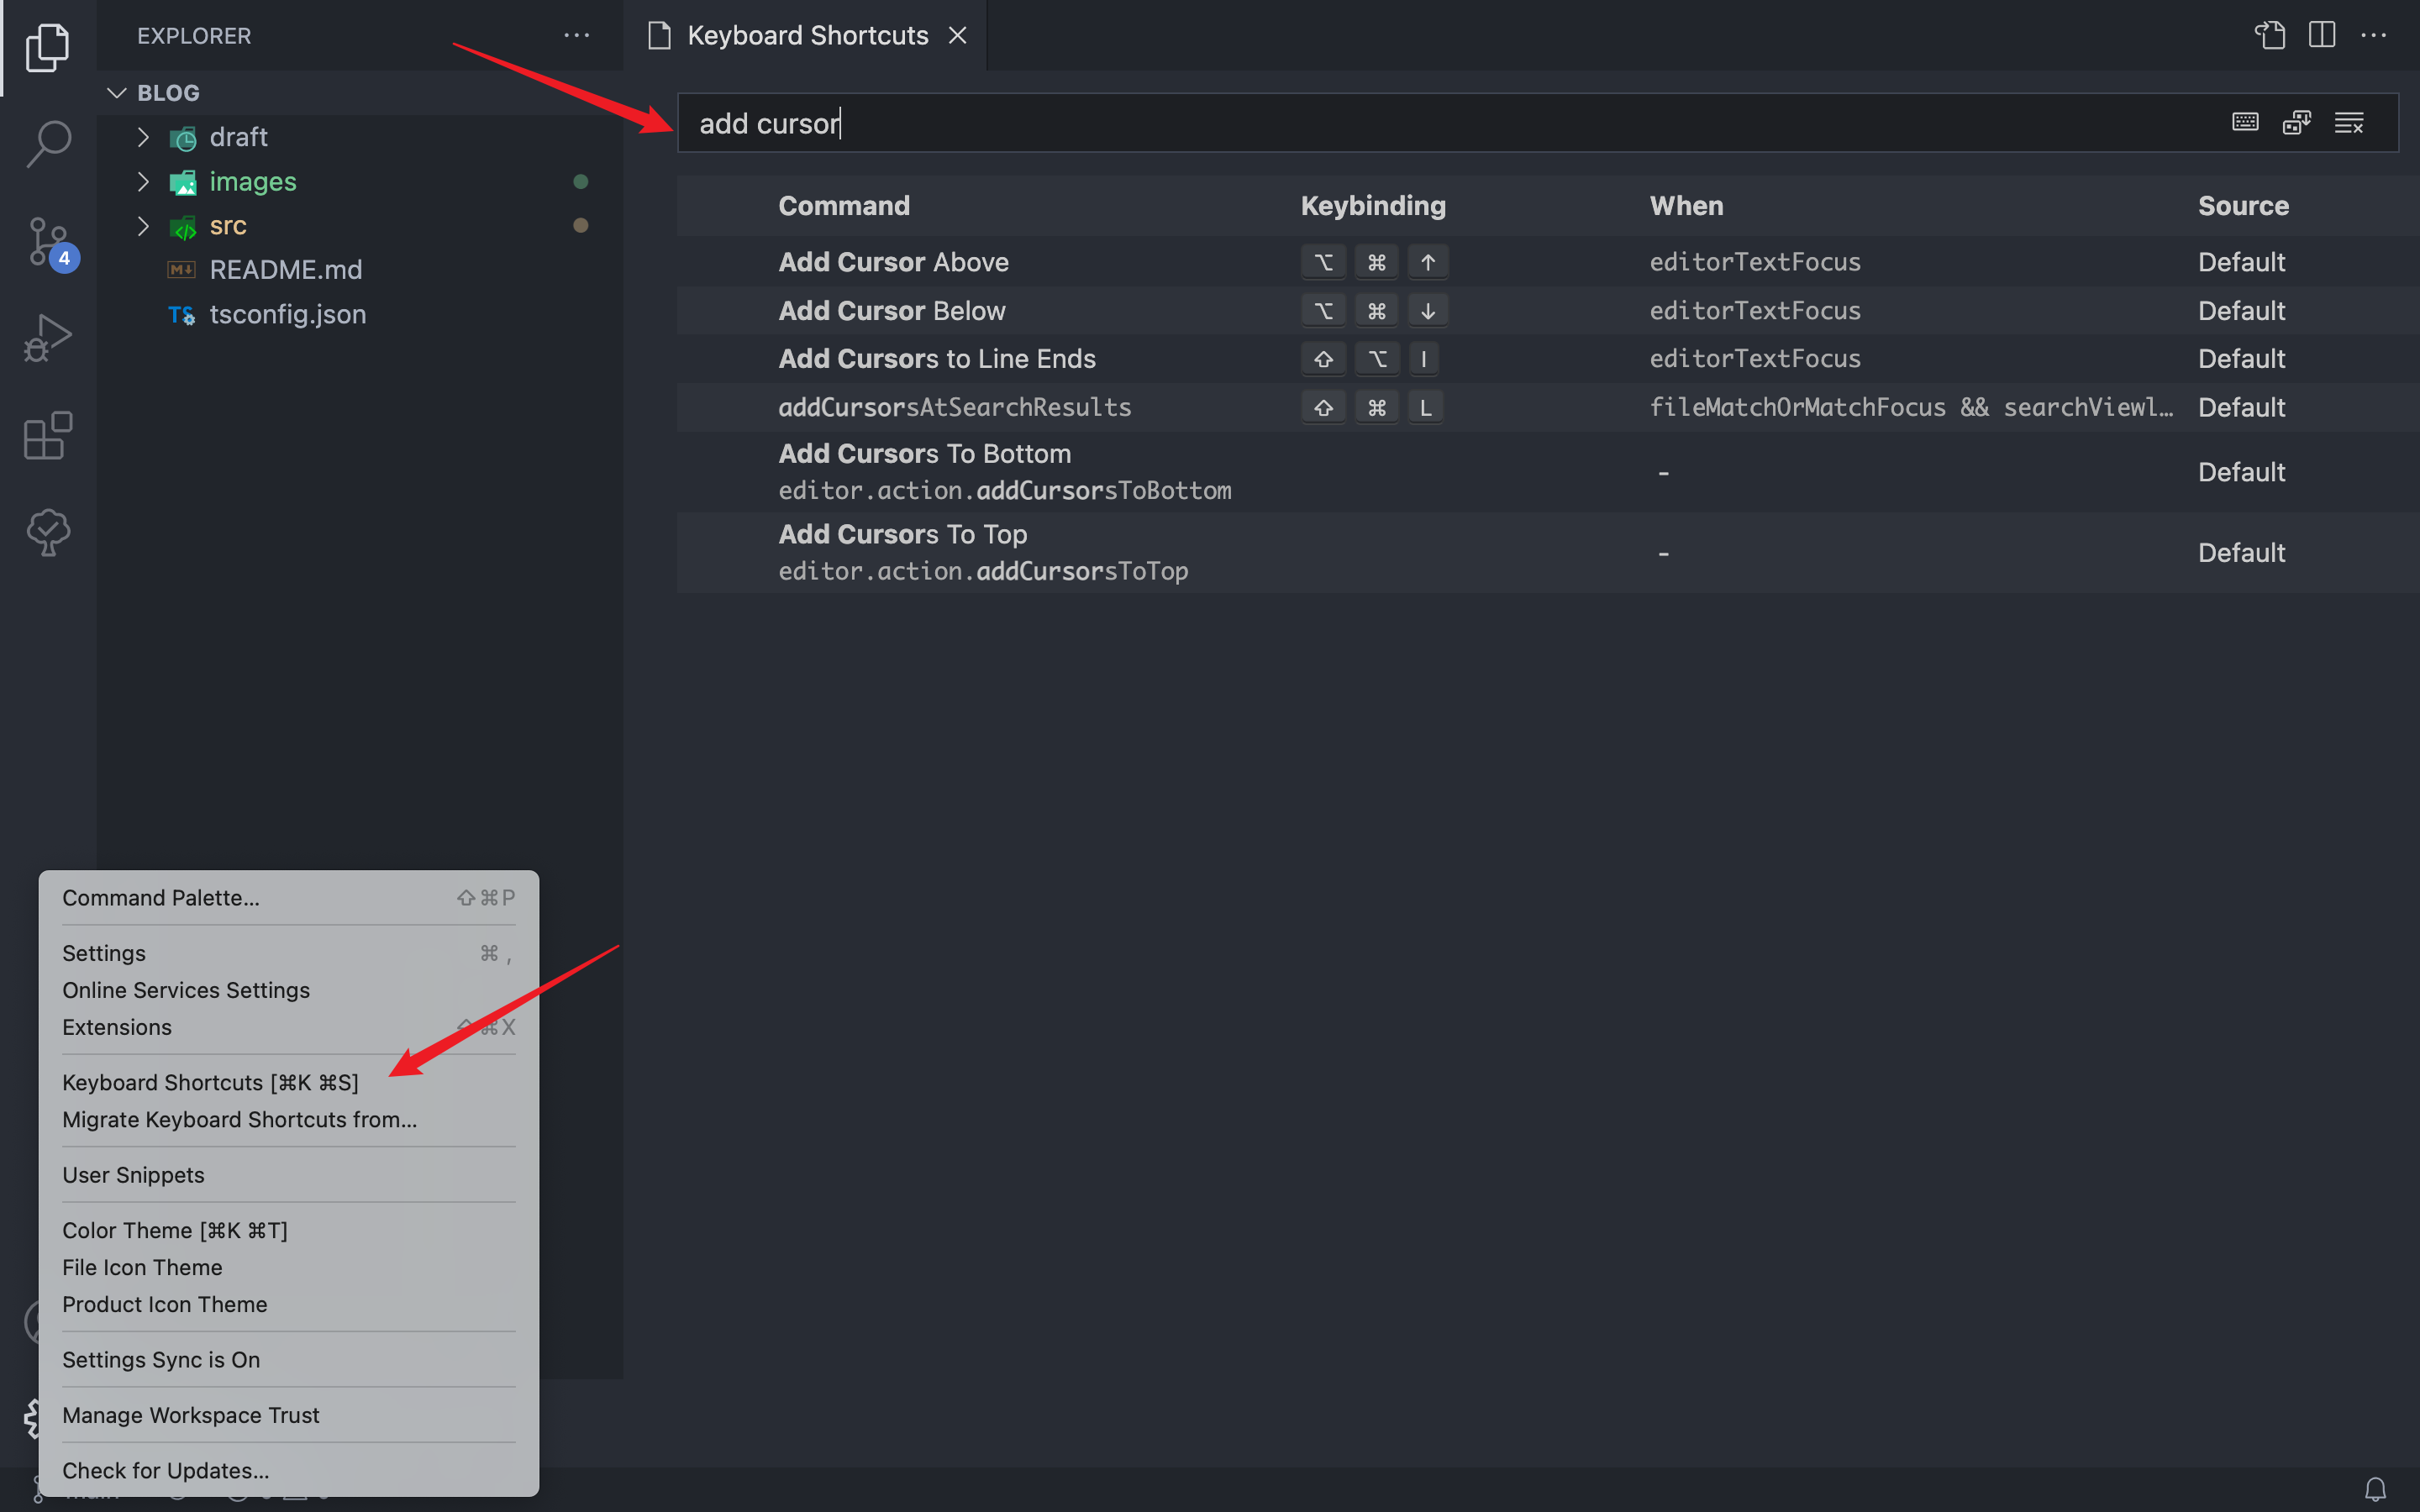 EXPLORER
BLOG
draft
images
src
README.md
tsconfig.json
4
Keyboard Shortcuts
add cursor
Command Keybinding When Source
Add Cursor Above ⌥ ⌘ ↑ editorTextFocus Default
Add Cursor Below ⌥ ⌘ ↓ editorTextFocus Default
Add Cursors to Line Ends ⇧ ⌥ I editorTextFocus Default
addCursorsAtSearchResults ⇧ ⌘ L fileMatchOrMatchFocus && searchViewl… Default
Add Cursors To Bottom
editor.action.addCursorsToBottom - Default
Add Cursors To Top
editor.action.addCursorsToTop - Default
Command Palette... ⇧⌘P
Settings ⌘ ,
Online Services Settings
Extensions ⇧⌘X
Keyboard Shortcuts [⌘K ⌘S]
Migrate Keyboard Shortcuts from...
User Snippets
Color Theme [⌘K ⌘T]
File Icon Theme
Product Icon Theme
Settings Sync is On
Manage Workspace Trust
Check for Updates...